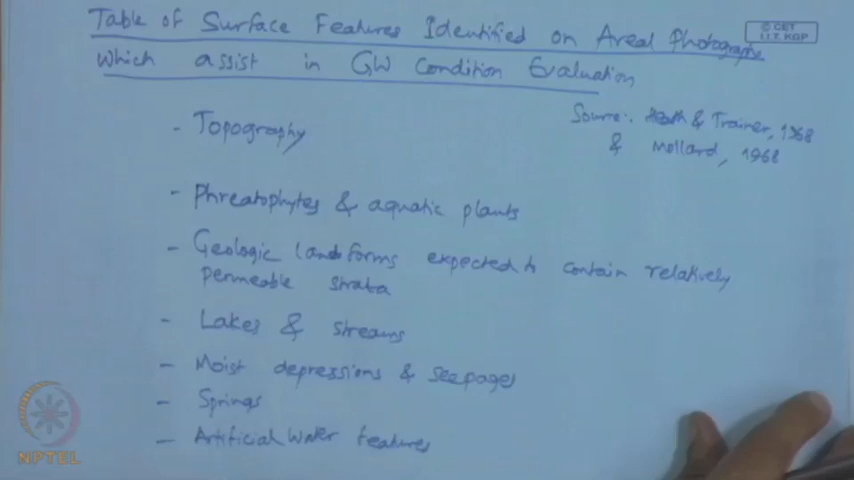 Table of Surface Features Identified on Areal Photographs
© CET
I.I.T. KGP
Which assist in GW Condition Evaluation
Source:. Heath & Trainer, 1968
& Mollard, 1968
- Topography
- Phreatophytes & aquatic plants
- Geologic landforms expected to contain relatively
permeable strata
- Lakes & streams
- Moist depressions & seepages
- Springs
- Artificial Water features
NPTEL